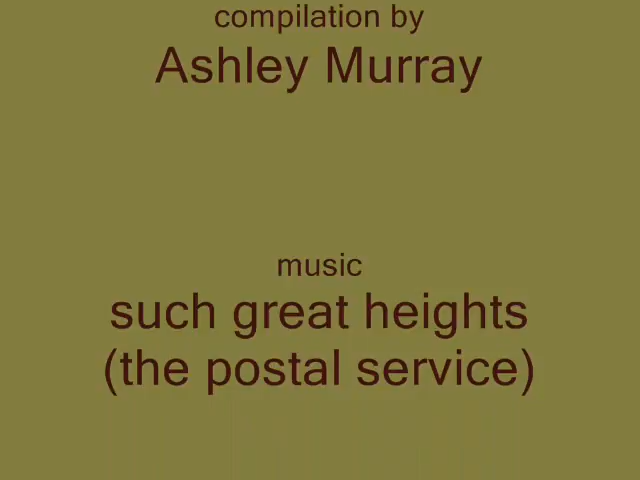 compilation by
Ashley Murray
music
such great heights
(the postal service)